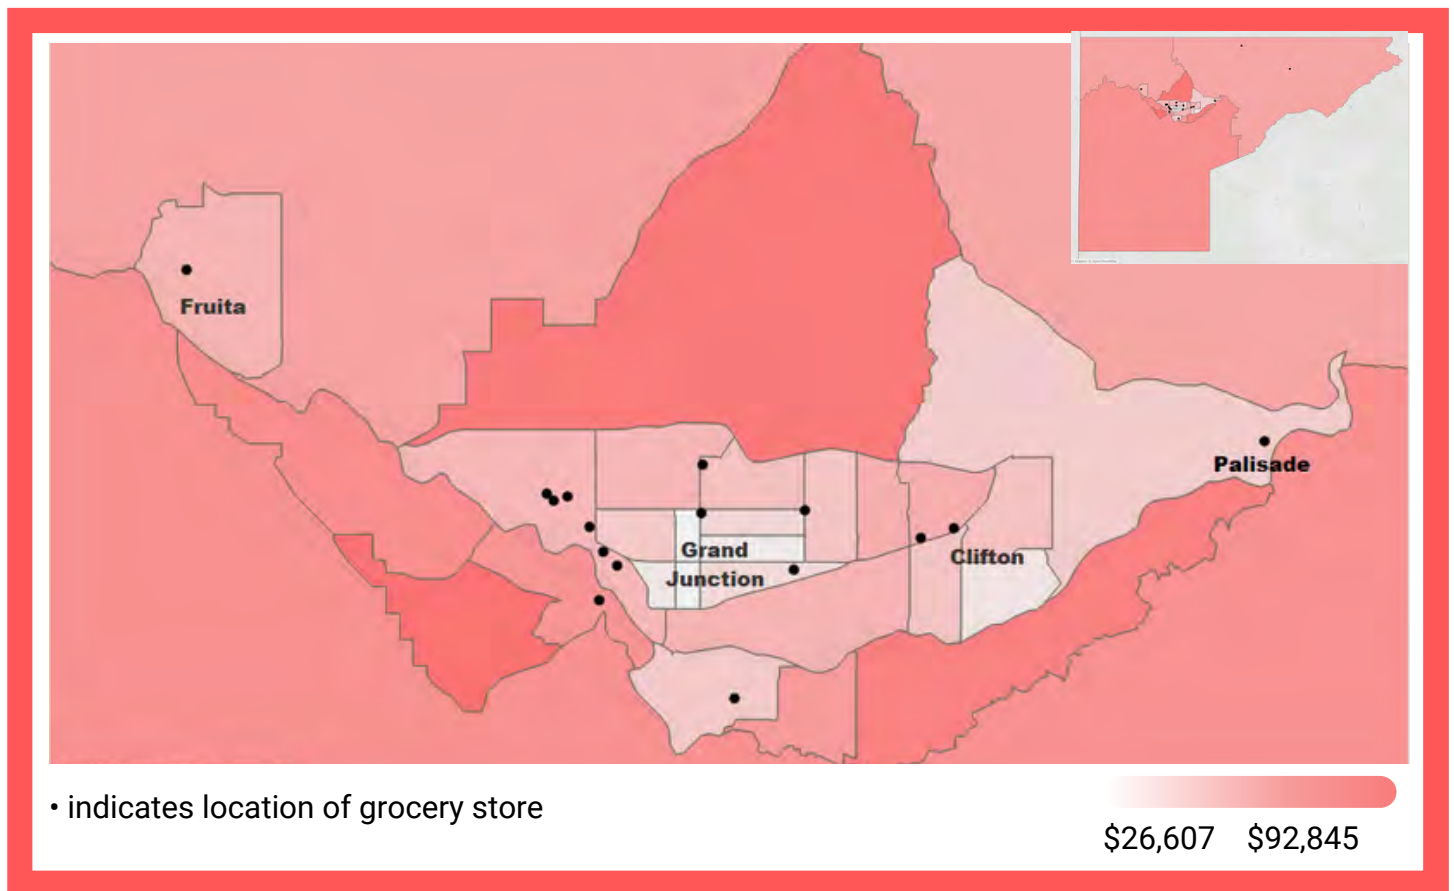 Fruita
Palisade
Grand
Junction
Clifton
• indicates location of grocery store
$26,607 $92,845